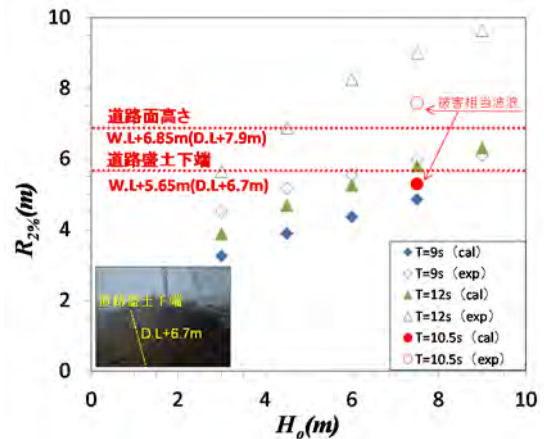 10
8
6
4
2
0
R2%(m)
道路面高さ
W.L+6.85m(D.L+7.9m)
道路盛土下端
W.L+5.65m(D.L+6.7m)
被害相当波浪
道路盛土下端
D.L+6.7m
T=9s (cal)
T=9s (exp)
T=12s (cal)
T=12s (exp)
T=10.5s (cal)
T=10.5s (exp)
0 2 4 6 8 10
Ho(m)